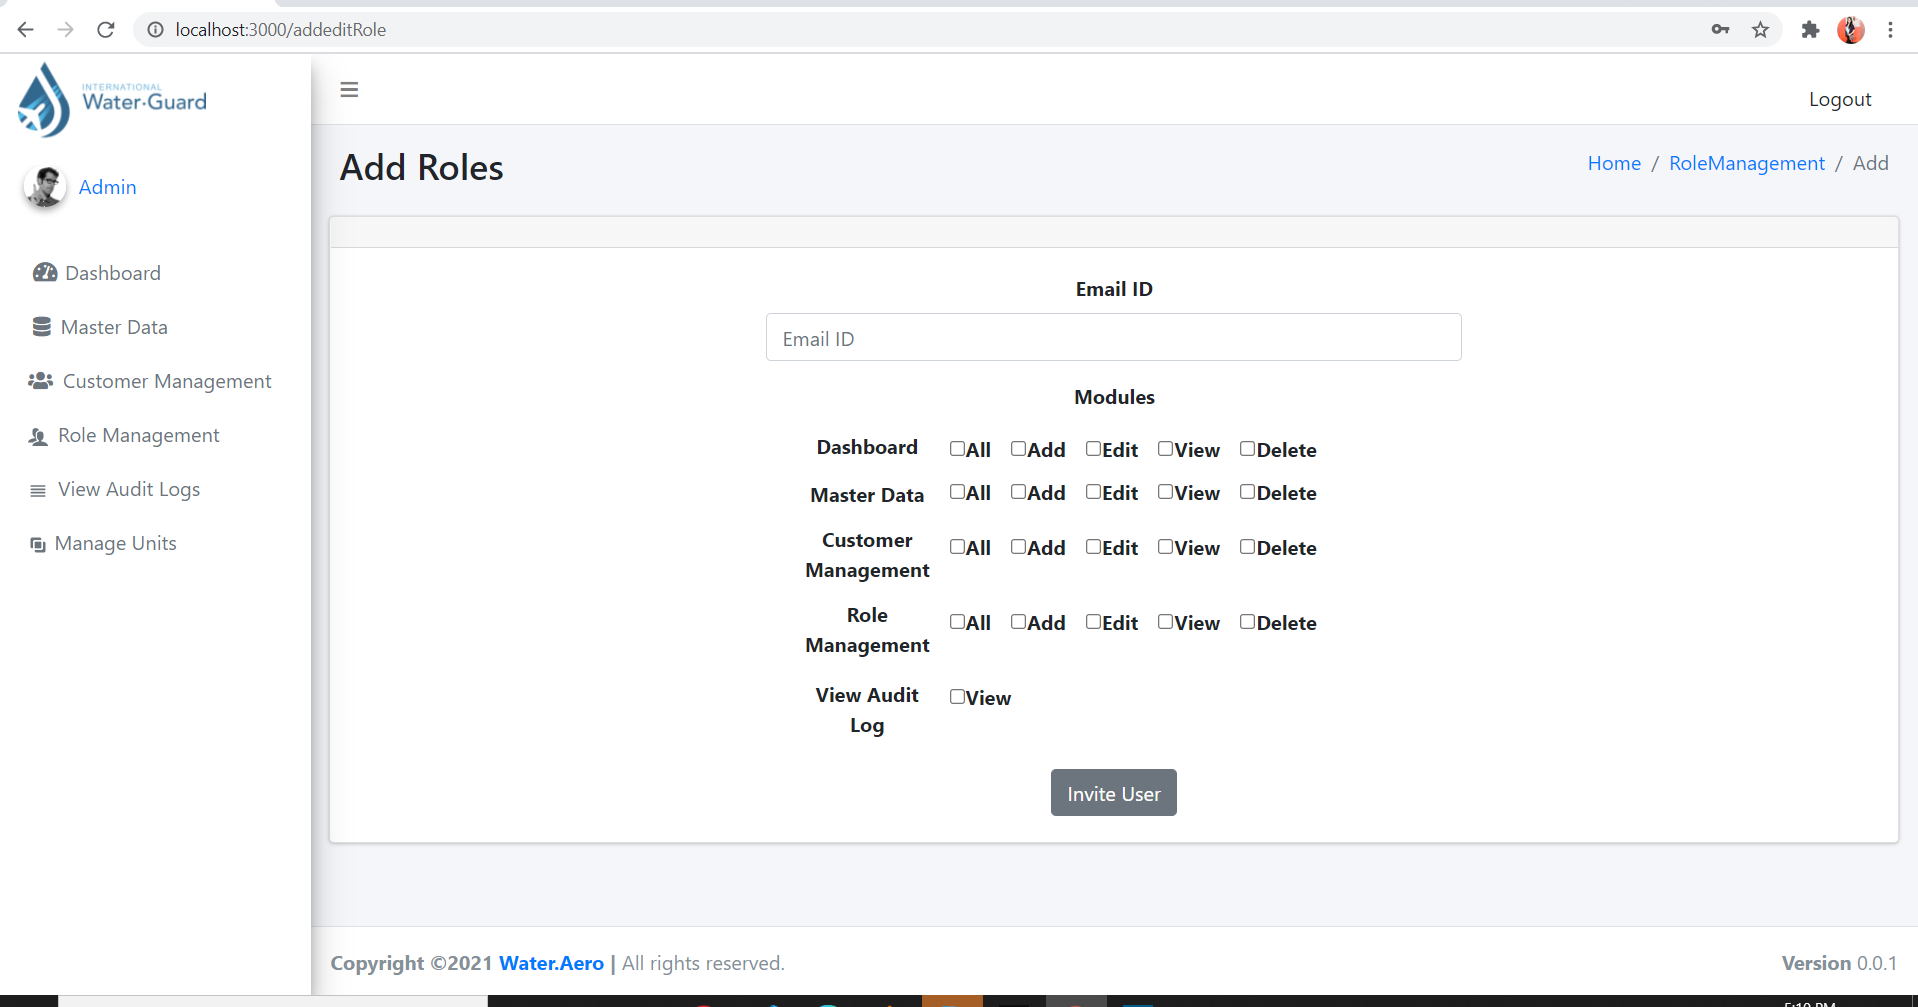 localhost:3000/addeditRole
INTERNATIONAL
Water·Guard
Logout
Add Roles
Home / RoleManagement / Add
Admin
Dashboard
Master Data
Customer Management
Role Management
View Audit Logs
Manage Units
Email ID
Email ID
Modules
Dashboard All Add Edit View Delete
Master Data All Add Edit View Delete
Customer
Management All Add Edit View Delete
Role
Management All Add Edit View Delete
View Audit
Log View
Invite User
Copyright ©2021 Water.Aero | All rights reserved.
Version 0.0.1
5:10 PM